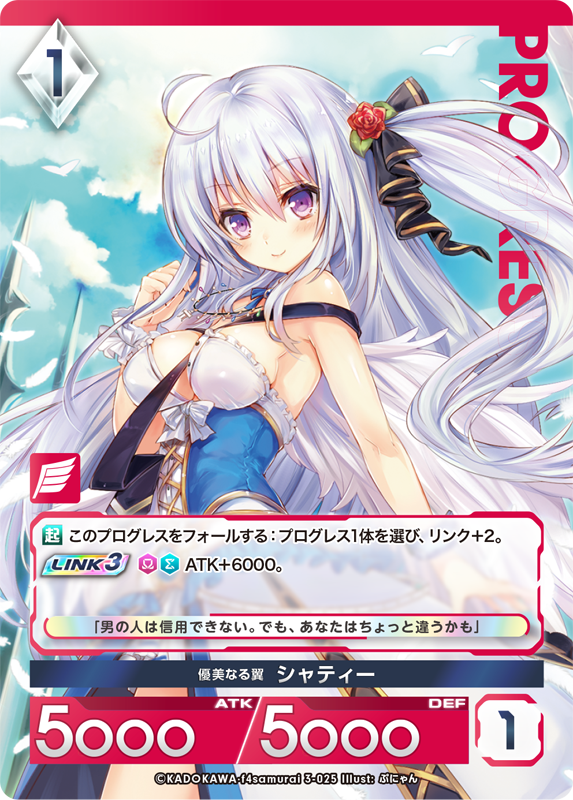 1
PROGRESS
起 このプログレスをフォールする：プログレス1体を選び、リンク+2。
LINK3 Ω Σ ATK+6000。
「男の人は信用できない。でも、あなたはちょっと違うかも」
優美なる翼 シャティー
ATK DEF
5000 5000 1
©KADOKAWA-f4samurai 3-025 Illust: ぷにゃん